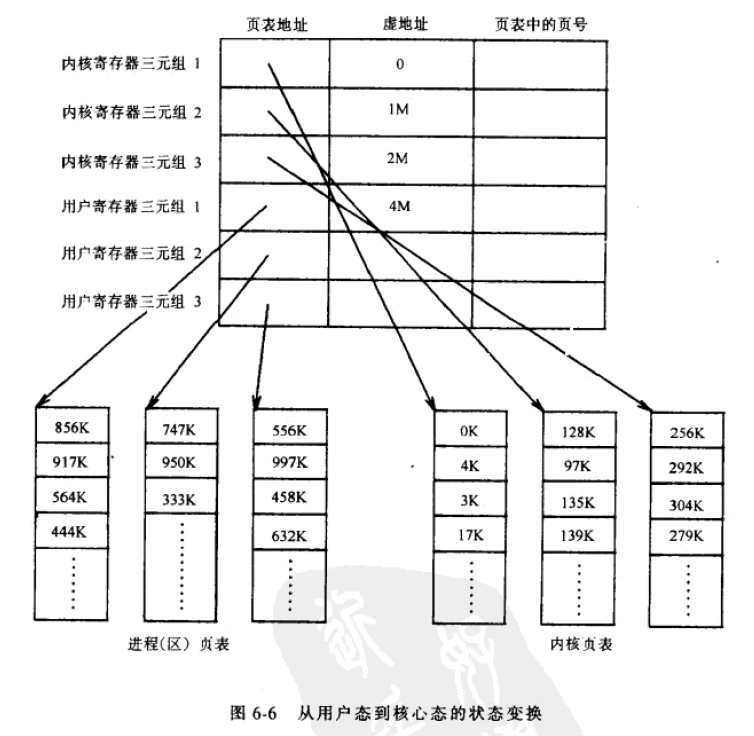 页表地址 虚地址 页表中的页号
内核寄存器三元组 1 0
内核寄存器三元组 2 1M
内核寄存器三元组 3 2M
用户寄存器三元组 1 4M
用户寄存器三元组 2
用户寄存器三元组 3
856K 747K 556K 0K 128K 256K
917K 950K 997K 4K 97K 292K
564K 333K 458K 3K 135K 304K
444K 632K 17K 139K 279K
进程(区) 页表 内核页表
图 6-6 从用户态到核心态的状态变换